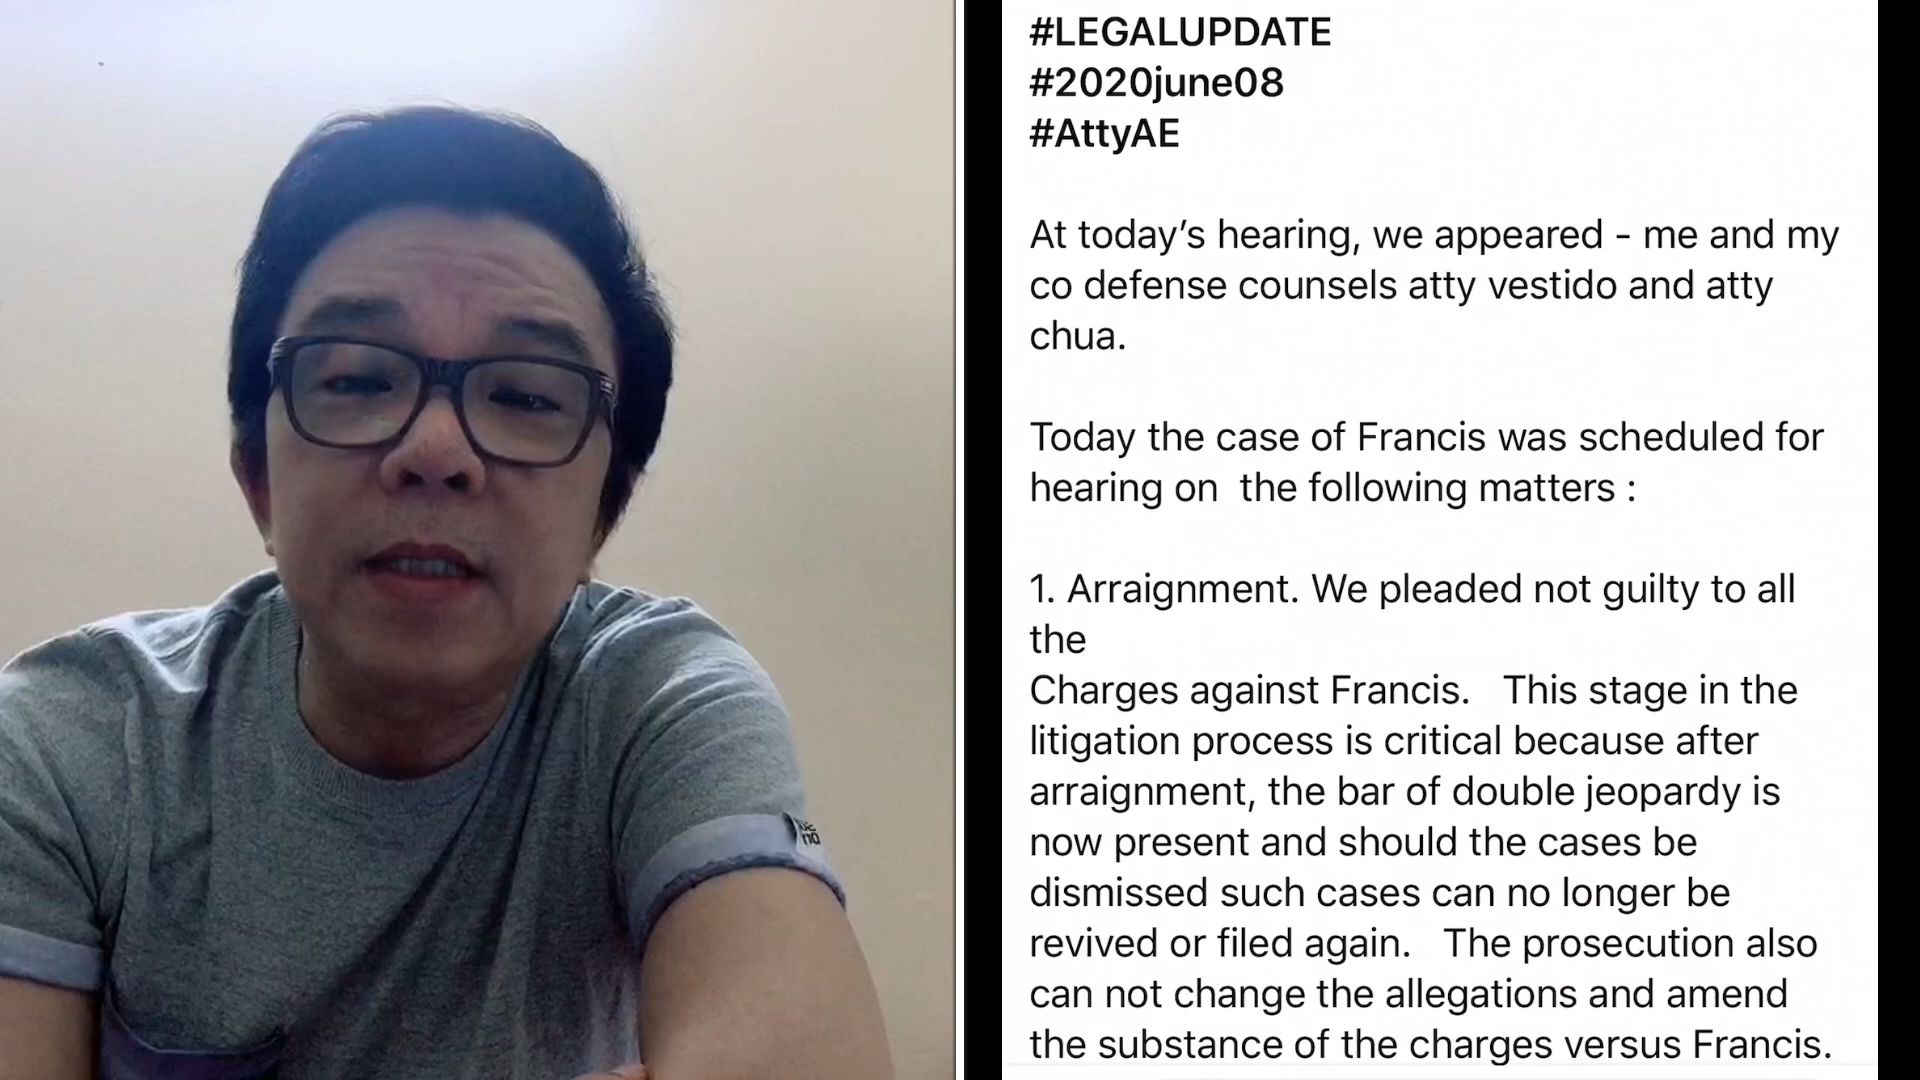 #LEGALUPDATE
#2020june08
#AttyAE
At today’s hearing, we appeared - me and my
co defense counsels atty vestido and atty
chua.
Today the case of Francis was scheduled for
hearing on  the following matters :
1. Arraignment. We pleaded not guilty to all
the
Charges against Francis.   This stage in the
litigation process is critical because after
arraignment, the bar of double jeopardy is
now present and should the cases be
dismissed such cases can no longer be
revived or filed again.   The prosecution also
can not change the allegations and amend
the substance of the charges versus Francis.